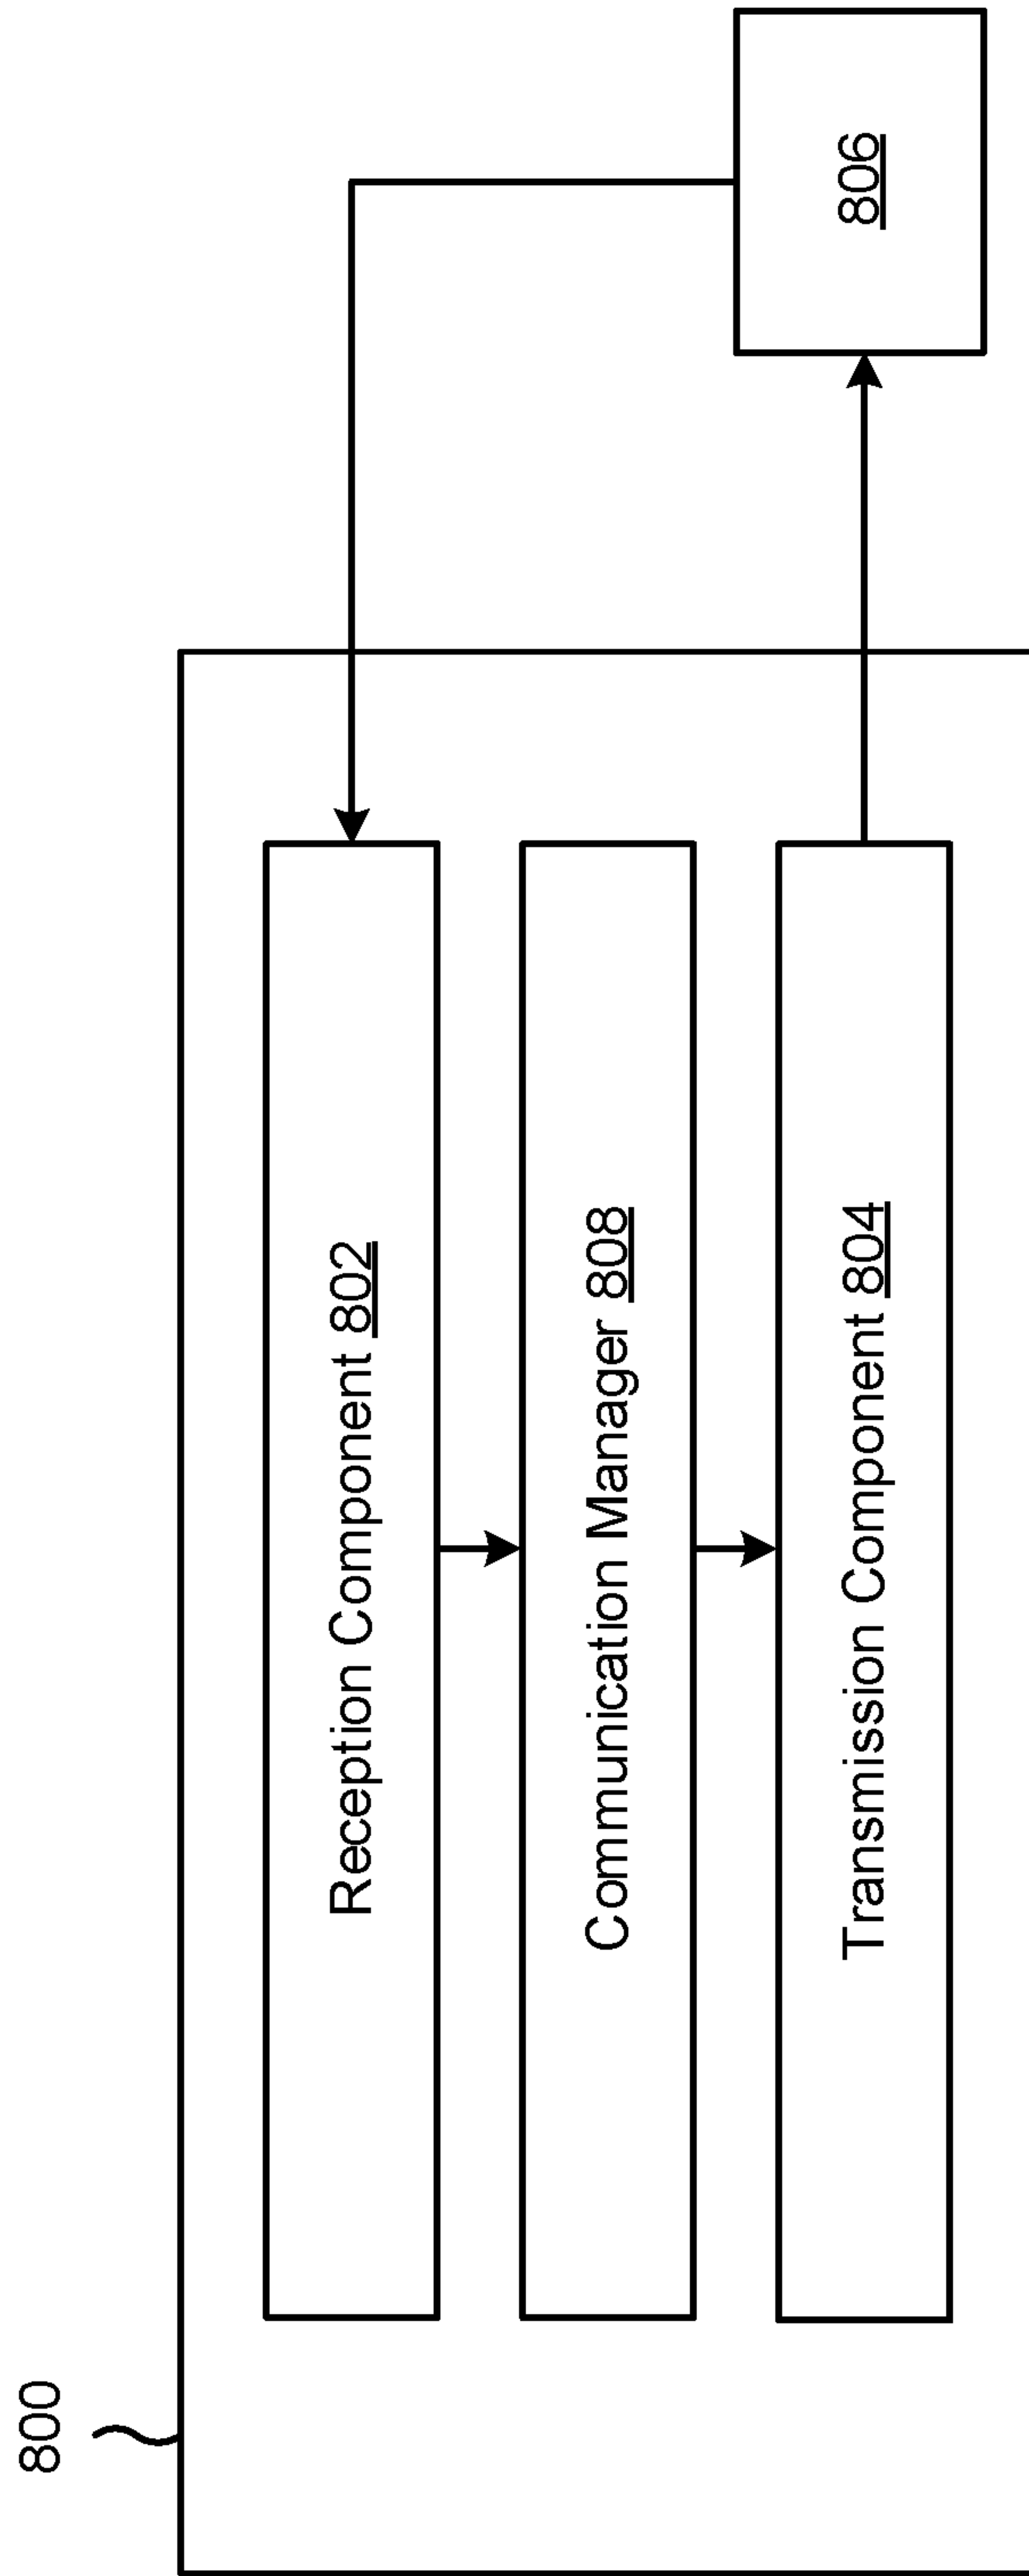 800
Reception Component 802
Communication Manager 808
Transmission Component 804
806